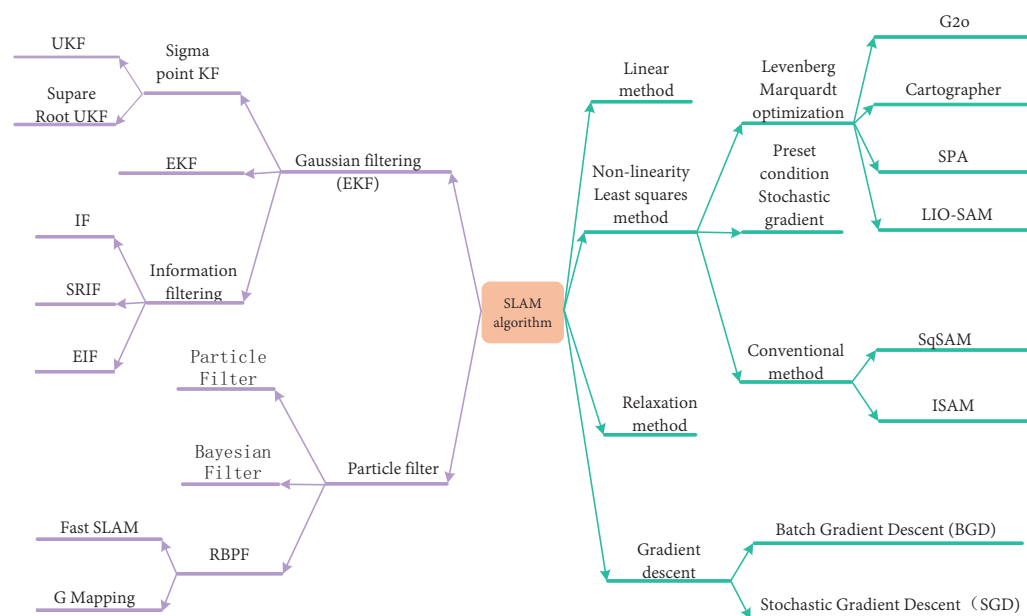 UKF
Sigma
point KF
Supare
Root UKF
EKF
Gaussian filtering
(EKF)
IF
Information
filtering
SRIF
EIF
Particle
Filter
Bayesian
Filter
Particle filter
Fast SLAM
RBPF
G Mapping
SLAM
algorithm
Linear
method
Non-linearity
Least squares
method
Levenberg
Marquardt
optimization
G2o
Cartographer
SPA
LIO-SAM
Preset
condition
Stochastic
gradient
Conventional
method
SqSAM
ISAM
Relaxation
method
Gradient
descent
Batch Gradient Descent (BGD)
Stochastic Gradient Descent（SGD)